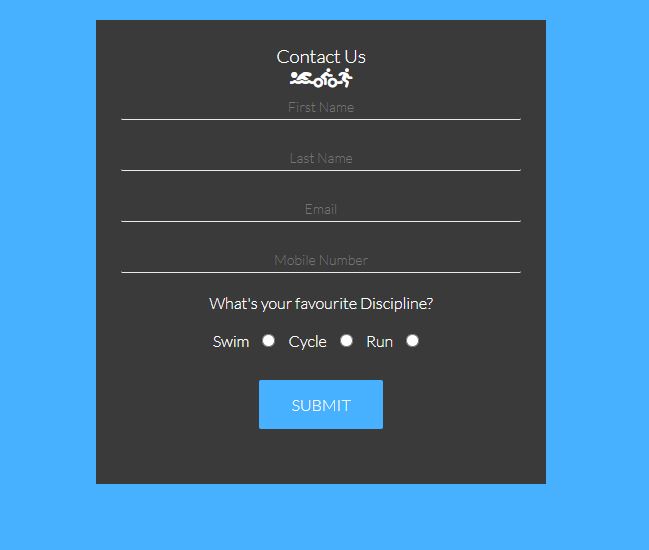 Contact Us
First Name
Last Name
Email
Mobile Number
What's your favourite Discipline?
Swim Cycle Run
SUBMIT